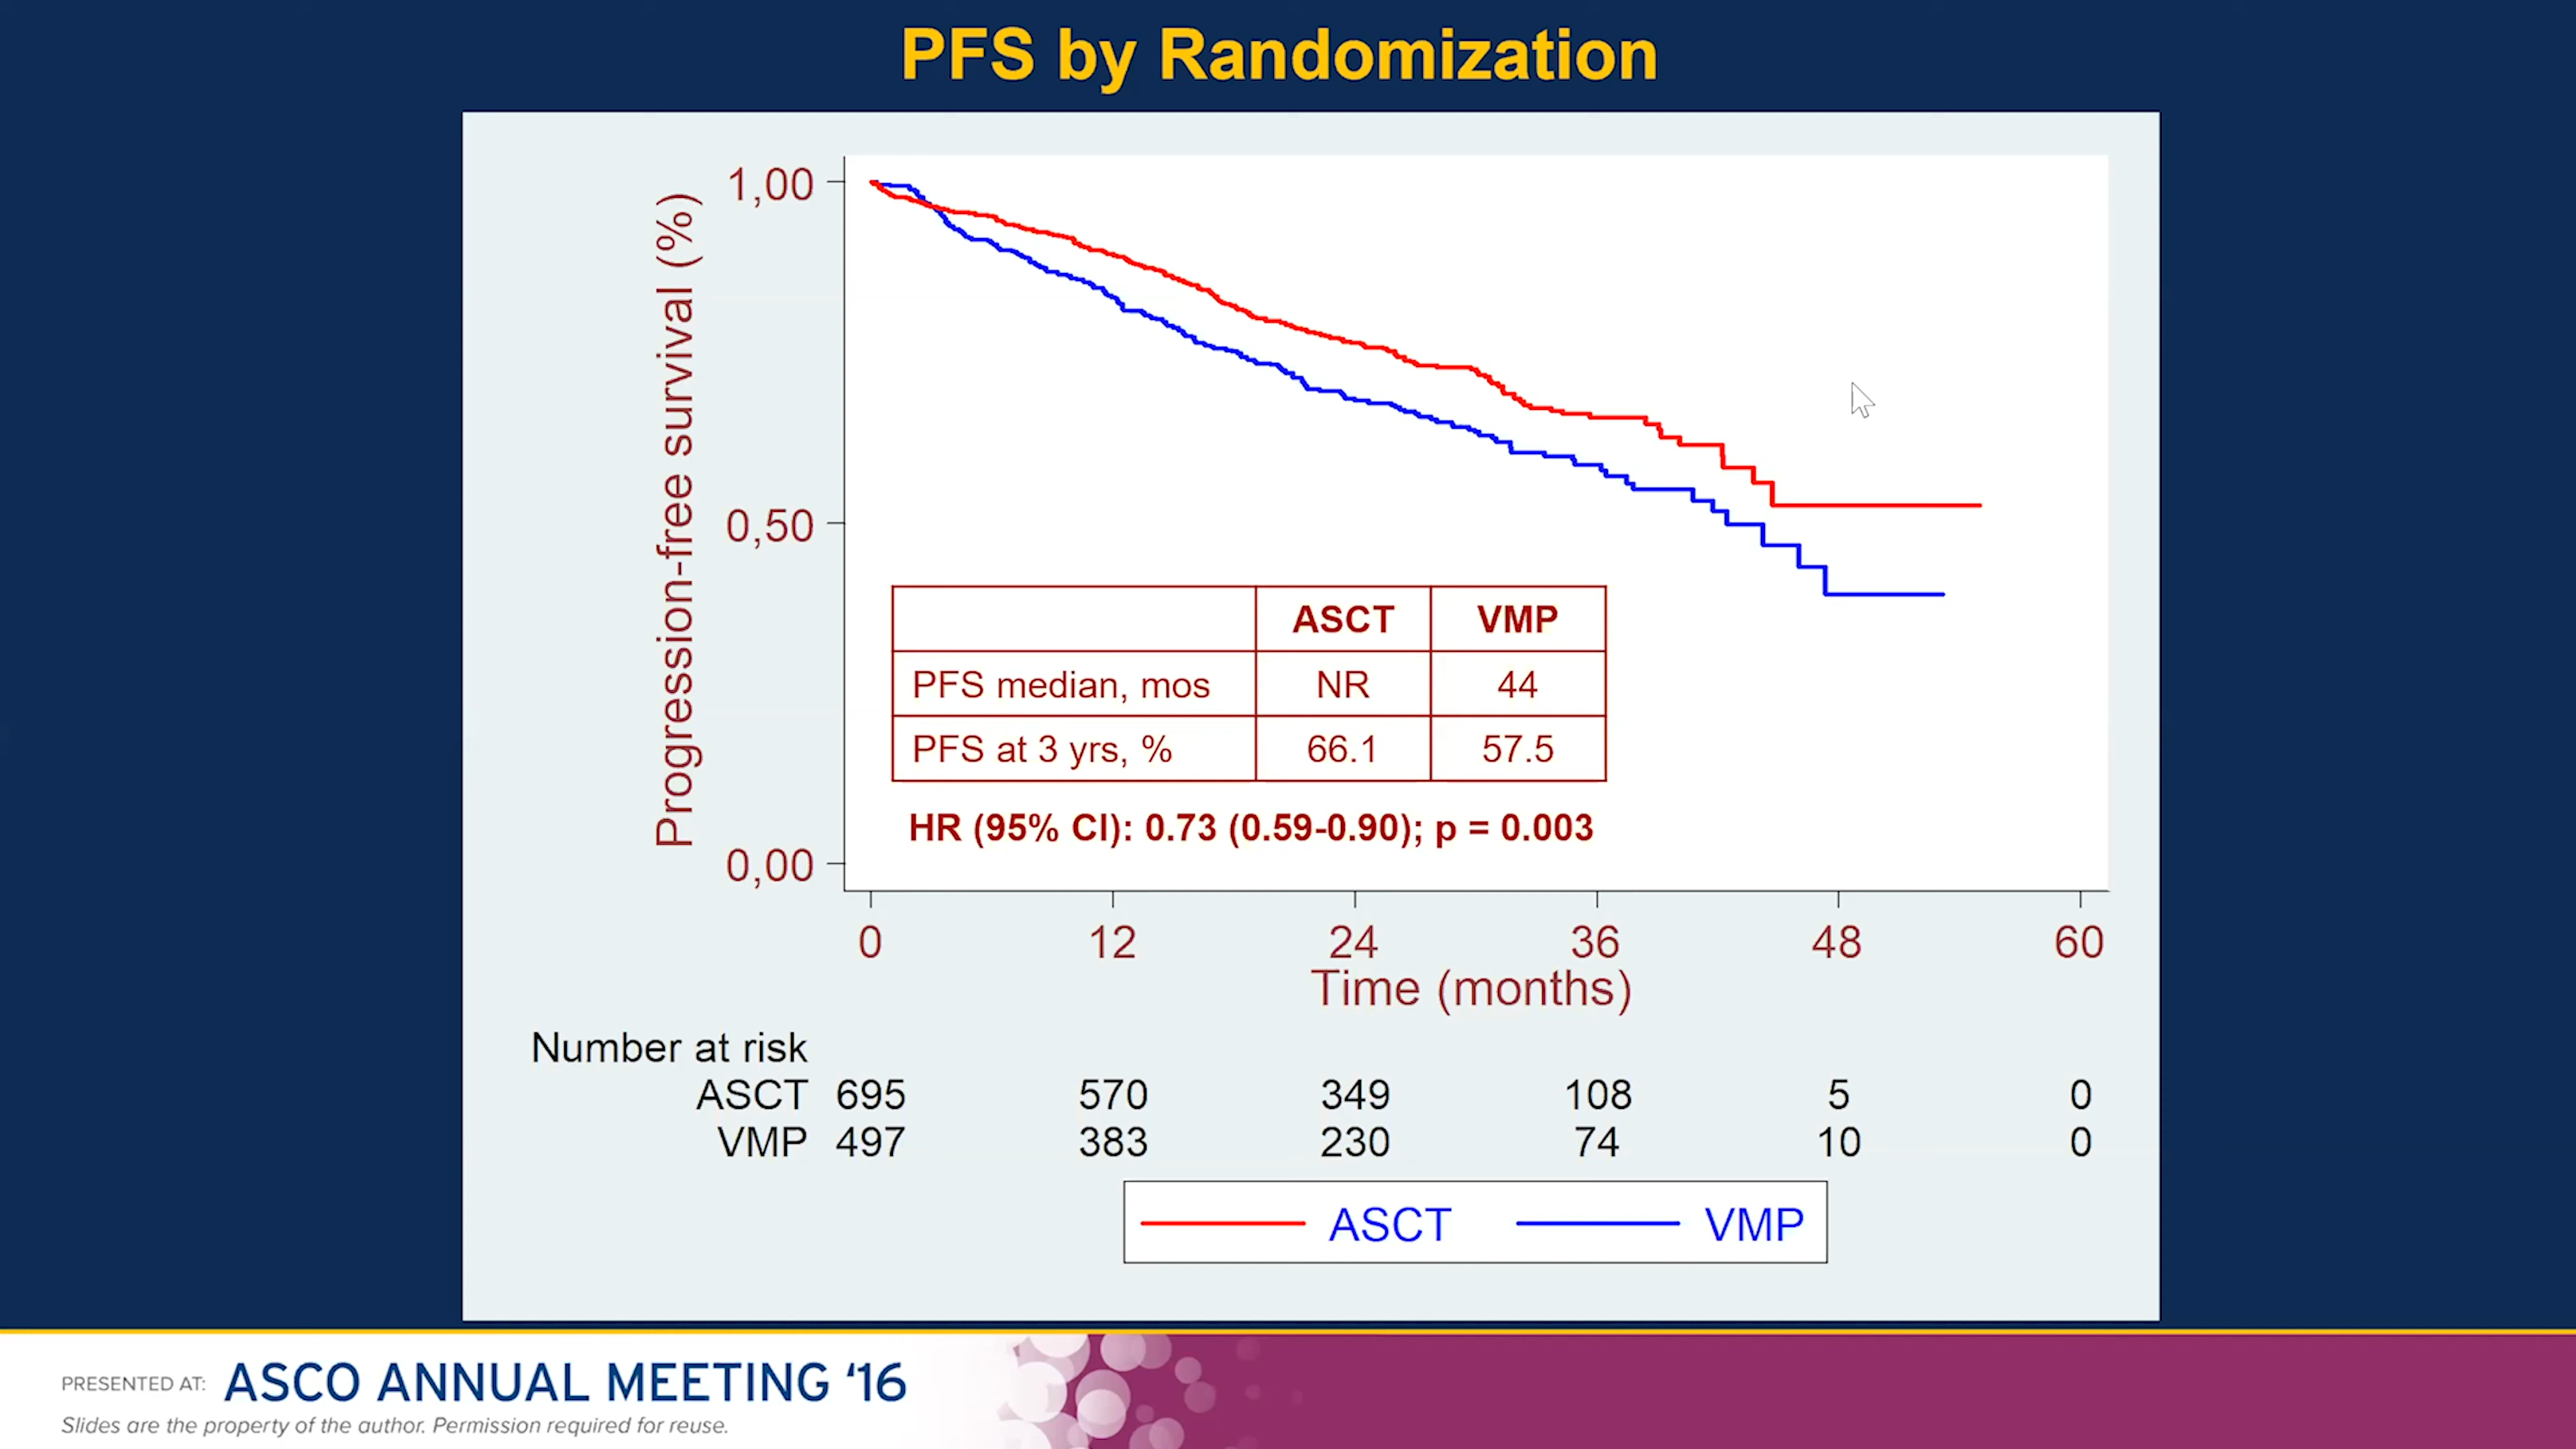 PFS by Randomization
Progression-free survival (%)
1,00
0,50
0,00
ASCT VMP
PFS median, mos NR 44
PFS at 3 yrs, % 66.1 57.5
HR (95% CI): 0.73 (0.59-0.90); p = 0.003
0 12 24 36 48 60
Time (months)
Number at risk
ASCT 695 570 349 108 5 0
VMP 497 383 230 74 10 0
ASCT VMP
PRESENTED AT: ASCO ANNUAL MEETING ‘16
Slides are the property of the author. Permission required for reuse.